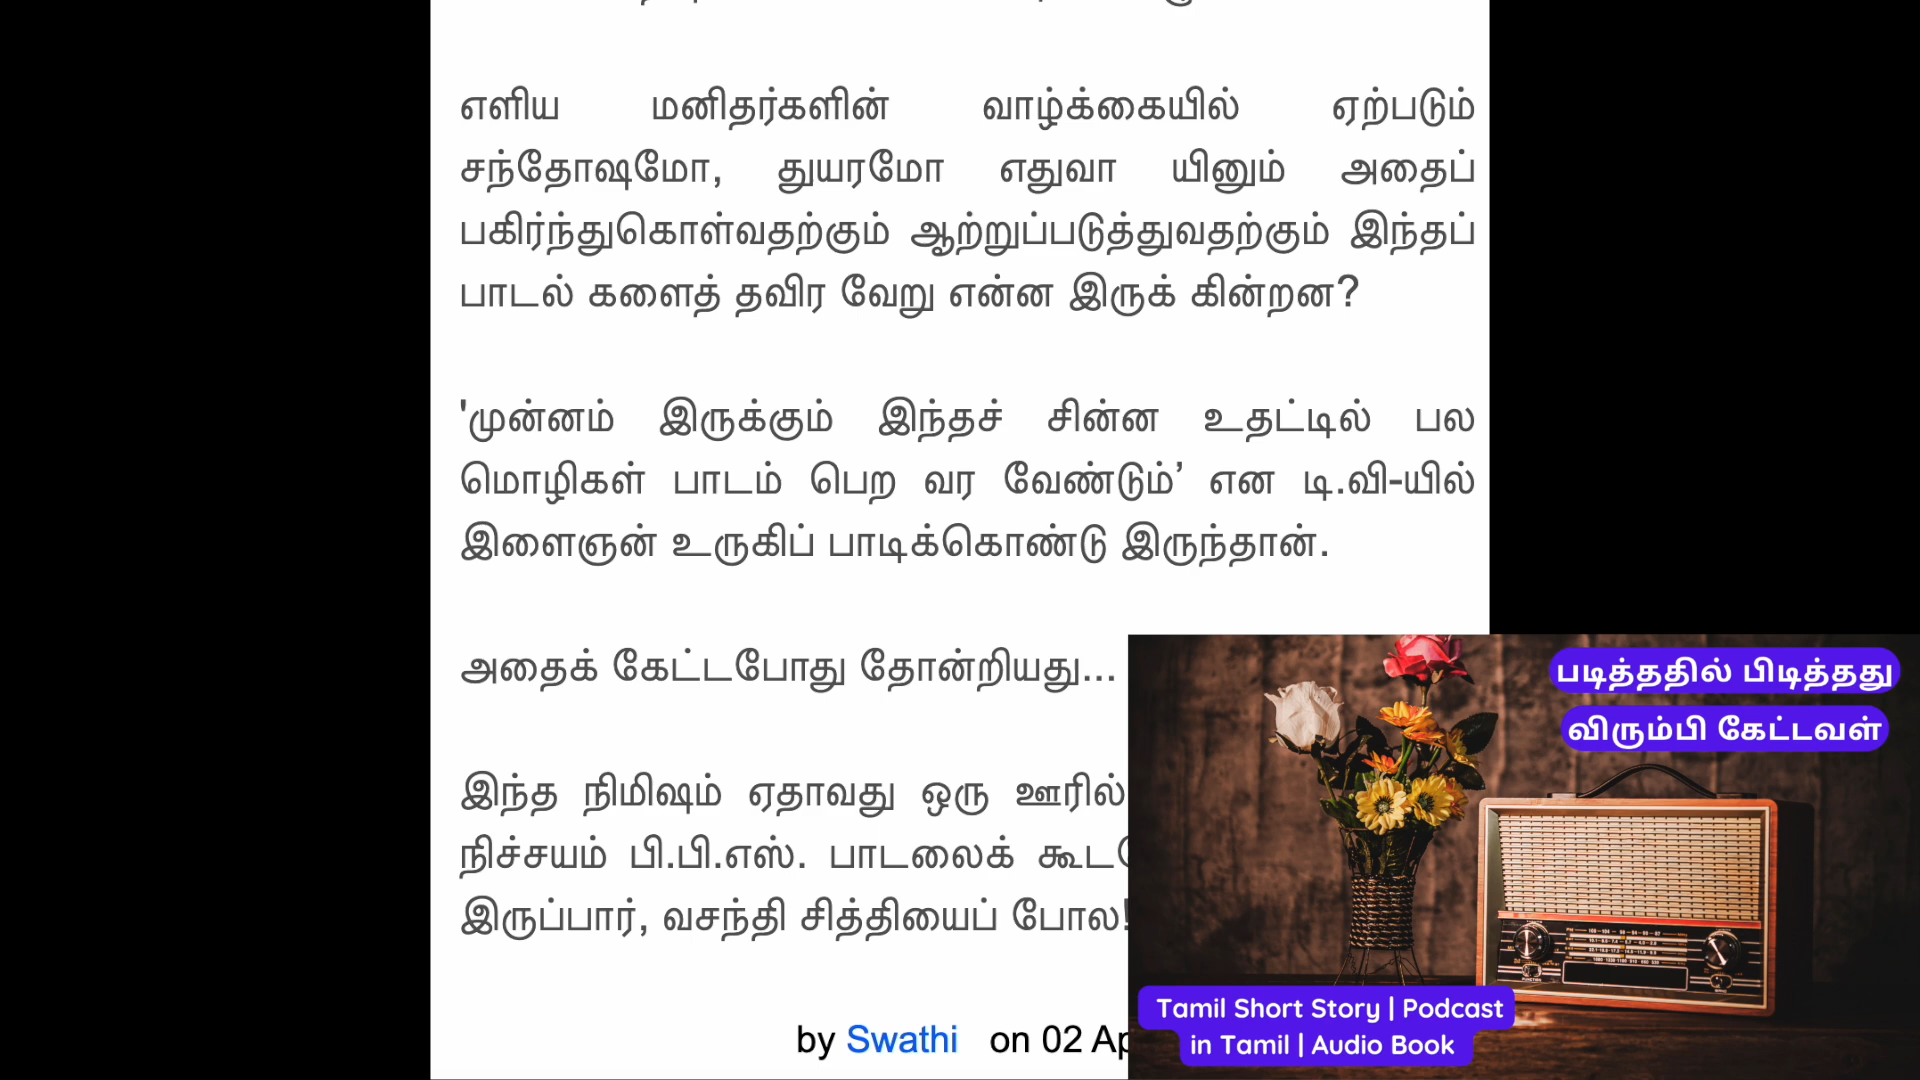 எளிய மனிதர்களின் வாழ்க்கையில் ஏற்படும்
சந்தோஷமோ, துயரமோ எதுவா யினும் அதைப்
பகிர்ந்துகொள்வதற்கும் ஆற்றுப்படுத்துவதற்கும் இந்தப்
பாடல் களைத் தவிர வேறு என்ன இருக் கின்றன?
'முன்னம் இருக்கும் இந்தச் சின்ன உதட்டில் பல
மொழிகள் பாடம் பெற வர வேண்டும்’ என டி.வி-யில்
இளைஞன் உருகிப் பாடிக்கொண்டு இருந்தான்.
அதைக் கேட்டபோது தோன்றியது...
இந்த நிமிஷம் ஏதாவது ஒரு ஊரில்
நிச்சயம் பி.பி.எஸ். பாடலைக்
இருப்பார், வசந்தி சித்தியைப் போல!
by Swathi on 02
படித்ததில் பிடித்தது
விரும்பி கேட்டவள்
Tamil Short Story | Podcast
in Tamil | Audio Book